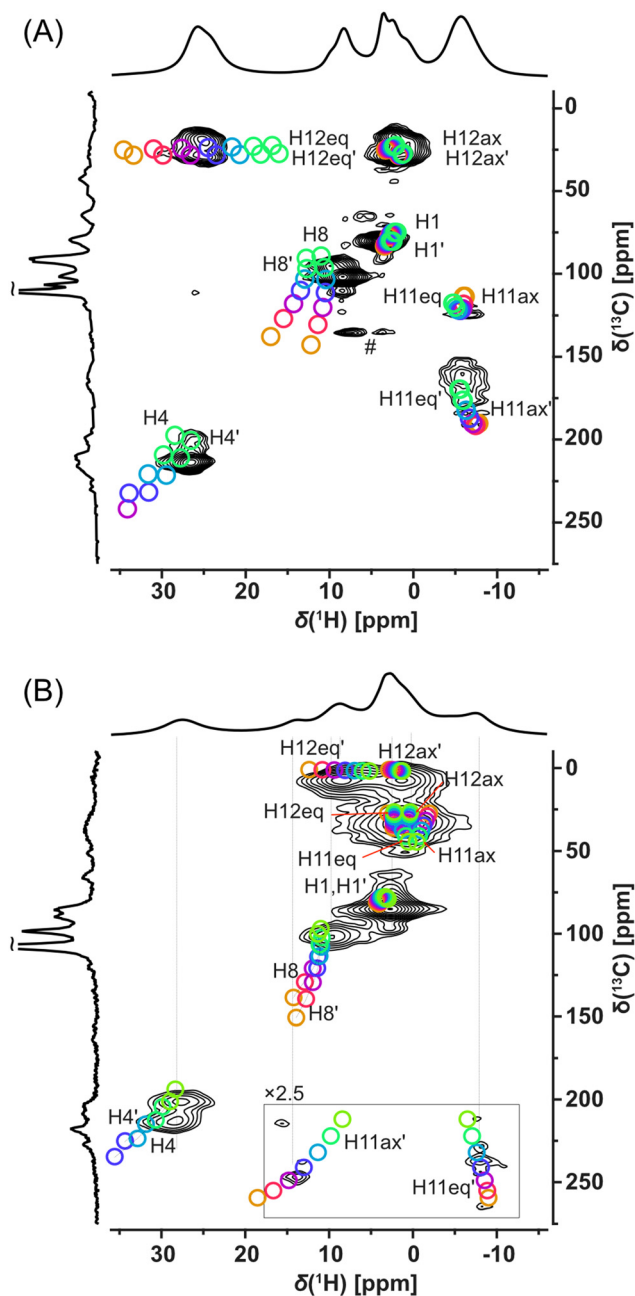 (A)
0
H12eq H12ax
H12eq' H12ax'
50
H8 H1
H8' H1'
100
H11eq H11ax
≀
#
150
H11eq' H11ax'
H4 H4'
200
250
δ(¹³C) [ppm]
30 20 10 0 -10
δ(¹H) [ppm]
(B)
H12eq' H12ax'
0
H12ax
H12eq
H11eq H11ax
50
H1,H1'
100
≀
H8
H8'
150
×2.5
200
H4' H4 H11ax' H11eq'
250
δ(¹³C) [ppm]
30 20 10 0 -10
δ(¹H) [ppm]